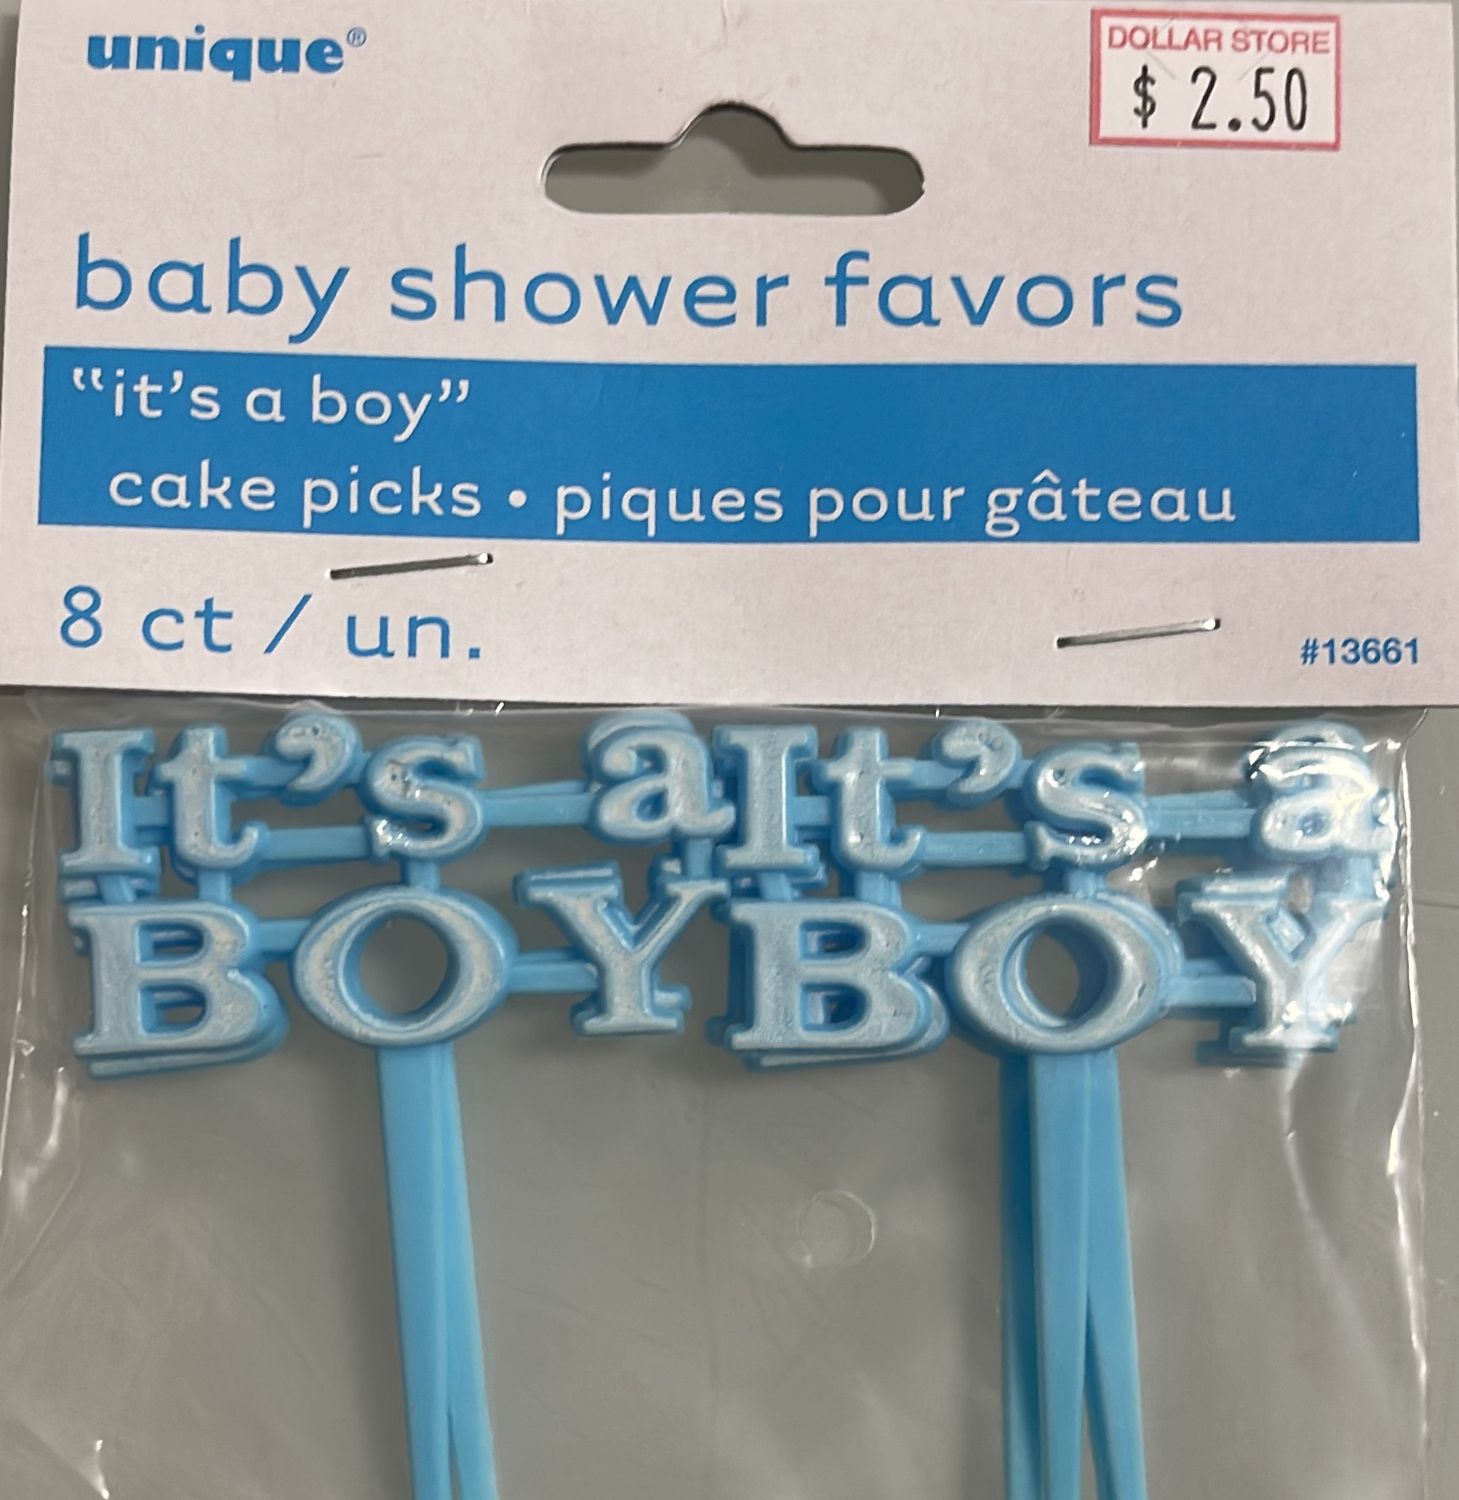 unique®
DOLLAR STORE
$ 2.50
baby shower favors
“it’s a boy”
cake picks • piques pour gâteau
8 ct / un.
#13661
It’s a It’s a
BOY BOY